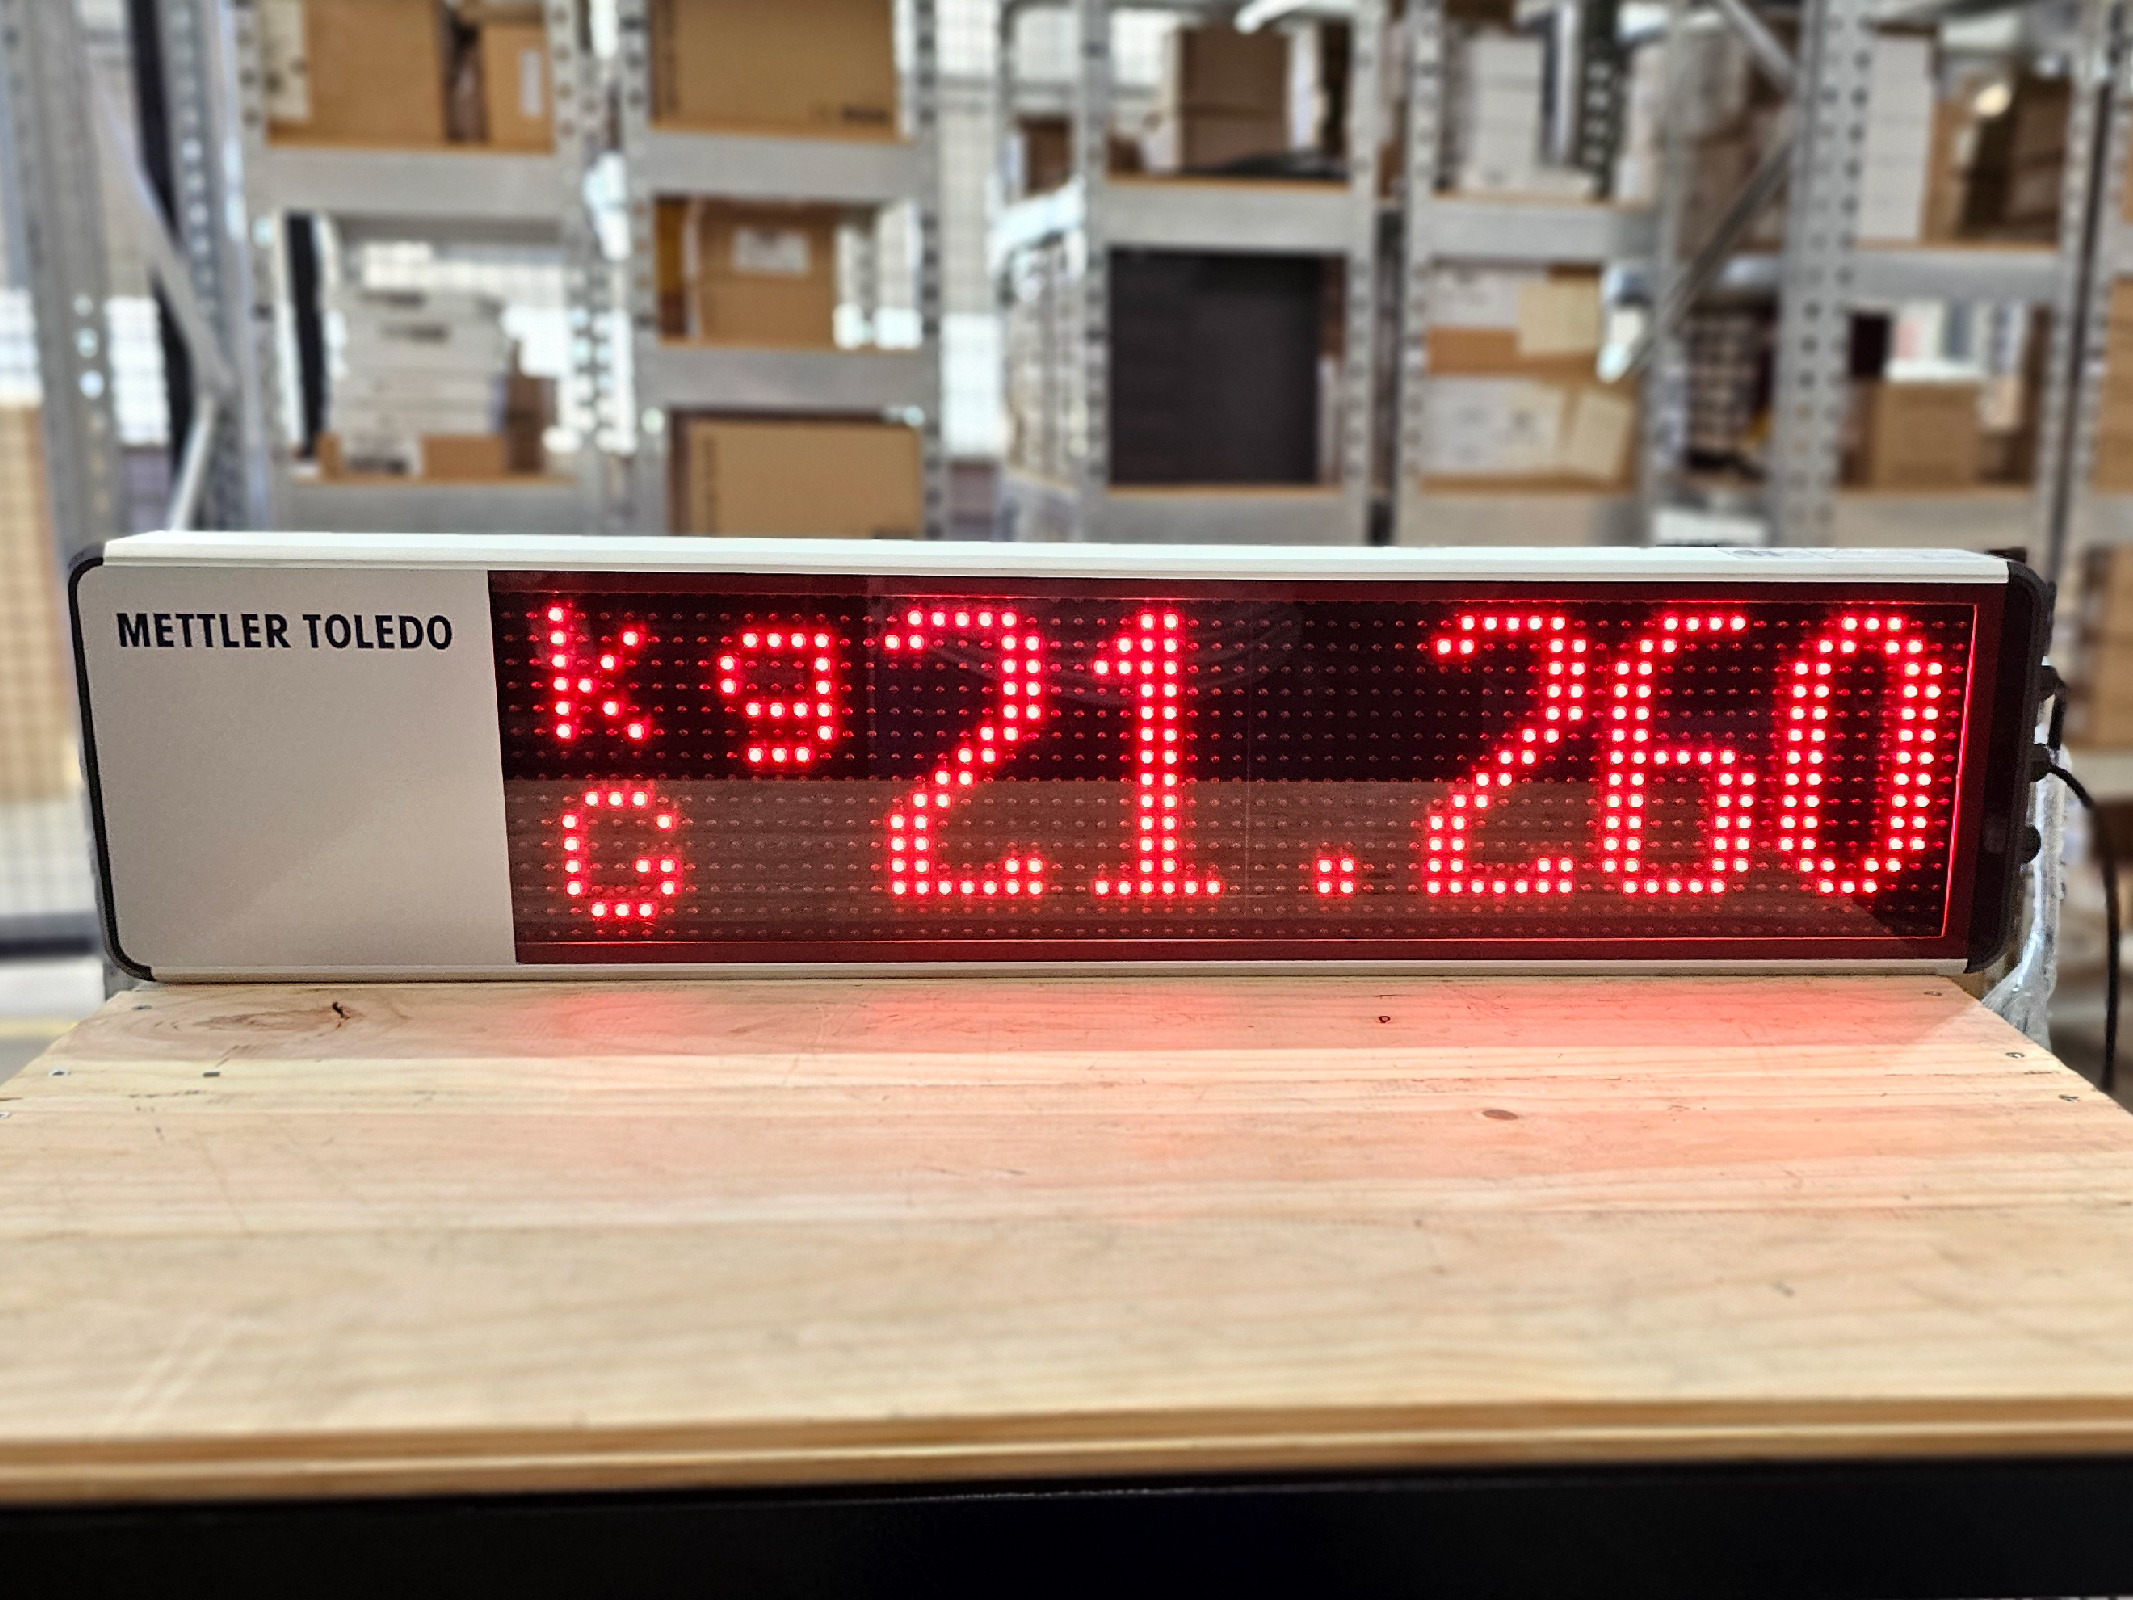 METTLER TOLEDO
kg 21.260
G